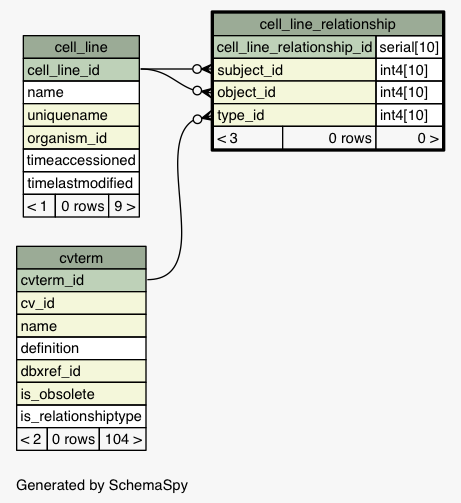 cell_line_relationship
cell_line_relationship_id serial[10]
subject_id int4[10]
object_id int4[10]
type_id int4[10]
< 3 0 rows 0 >
cell_line
cell_line_id
name
uniquename
organism_id
timeaccessioned
timelastmodified
< 1 0 rows 9 >
cvterm
cvterm_id
cv_id
name
definition
dbxref_id
is_obsolete
is_relationshiptype
< 2 0 rows 104 >
Generated by SchemaSpy